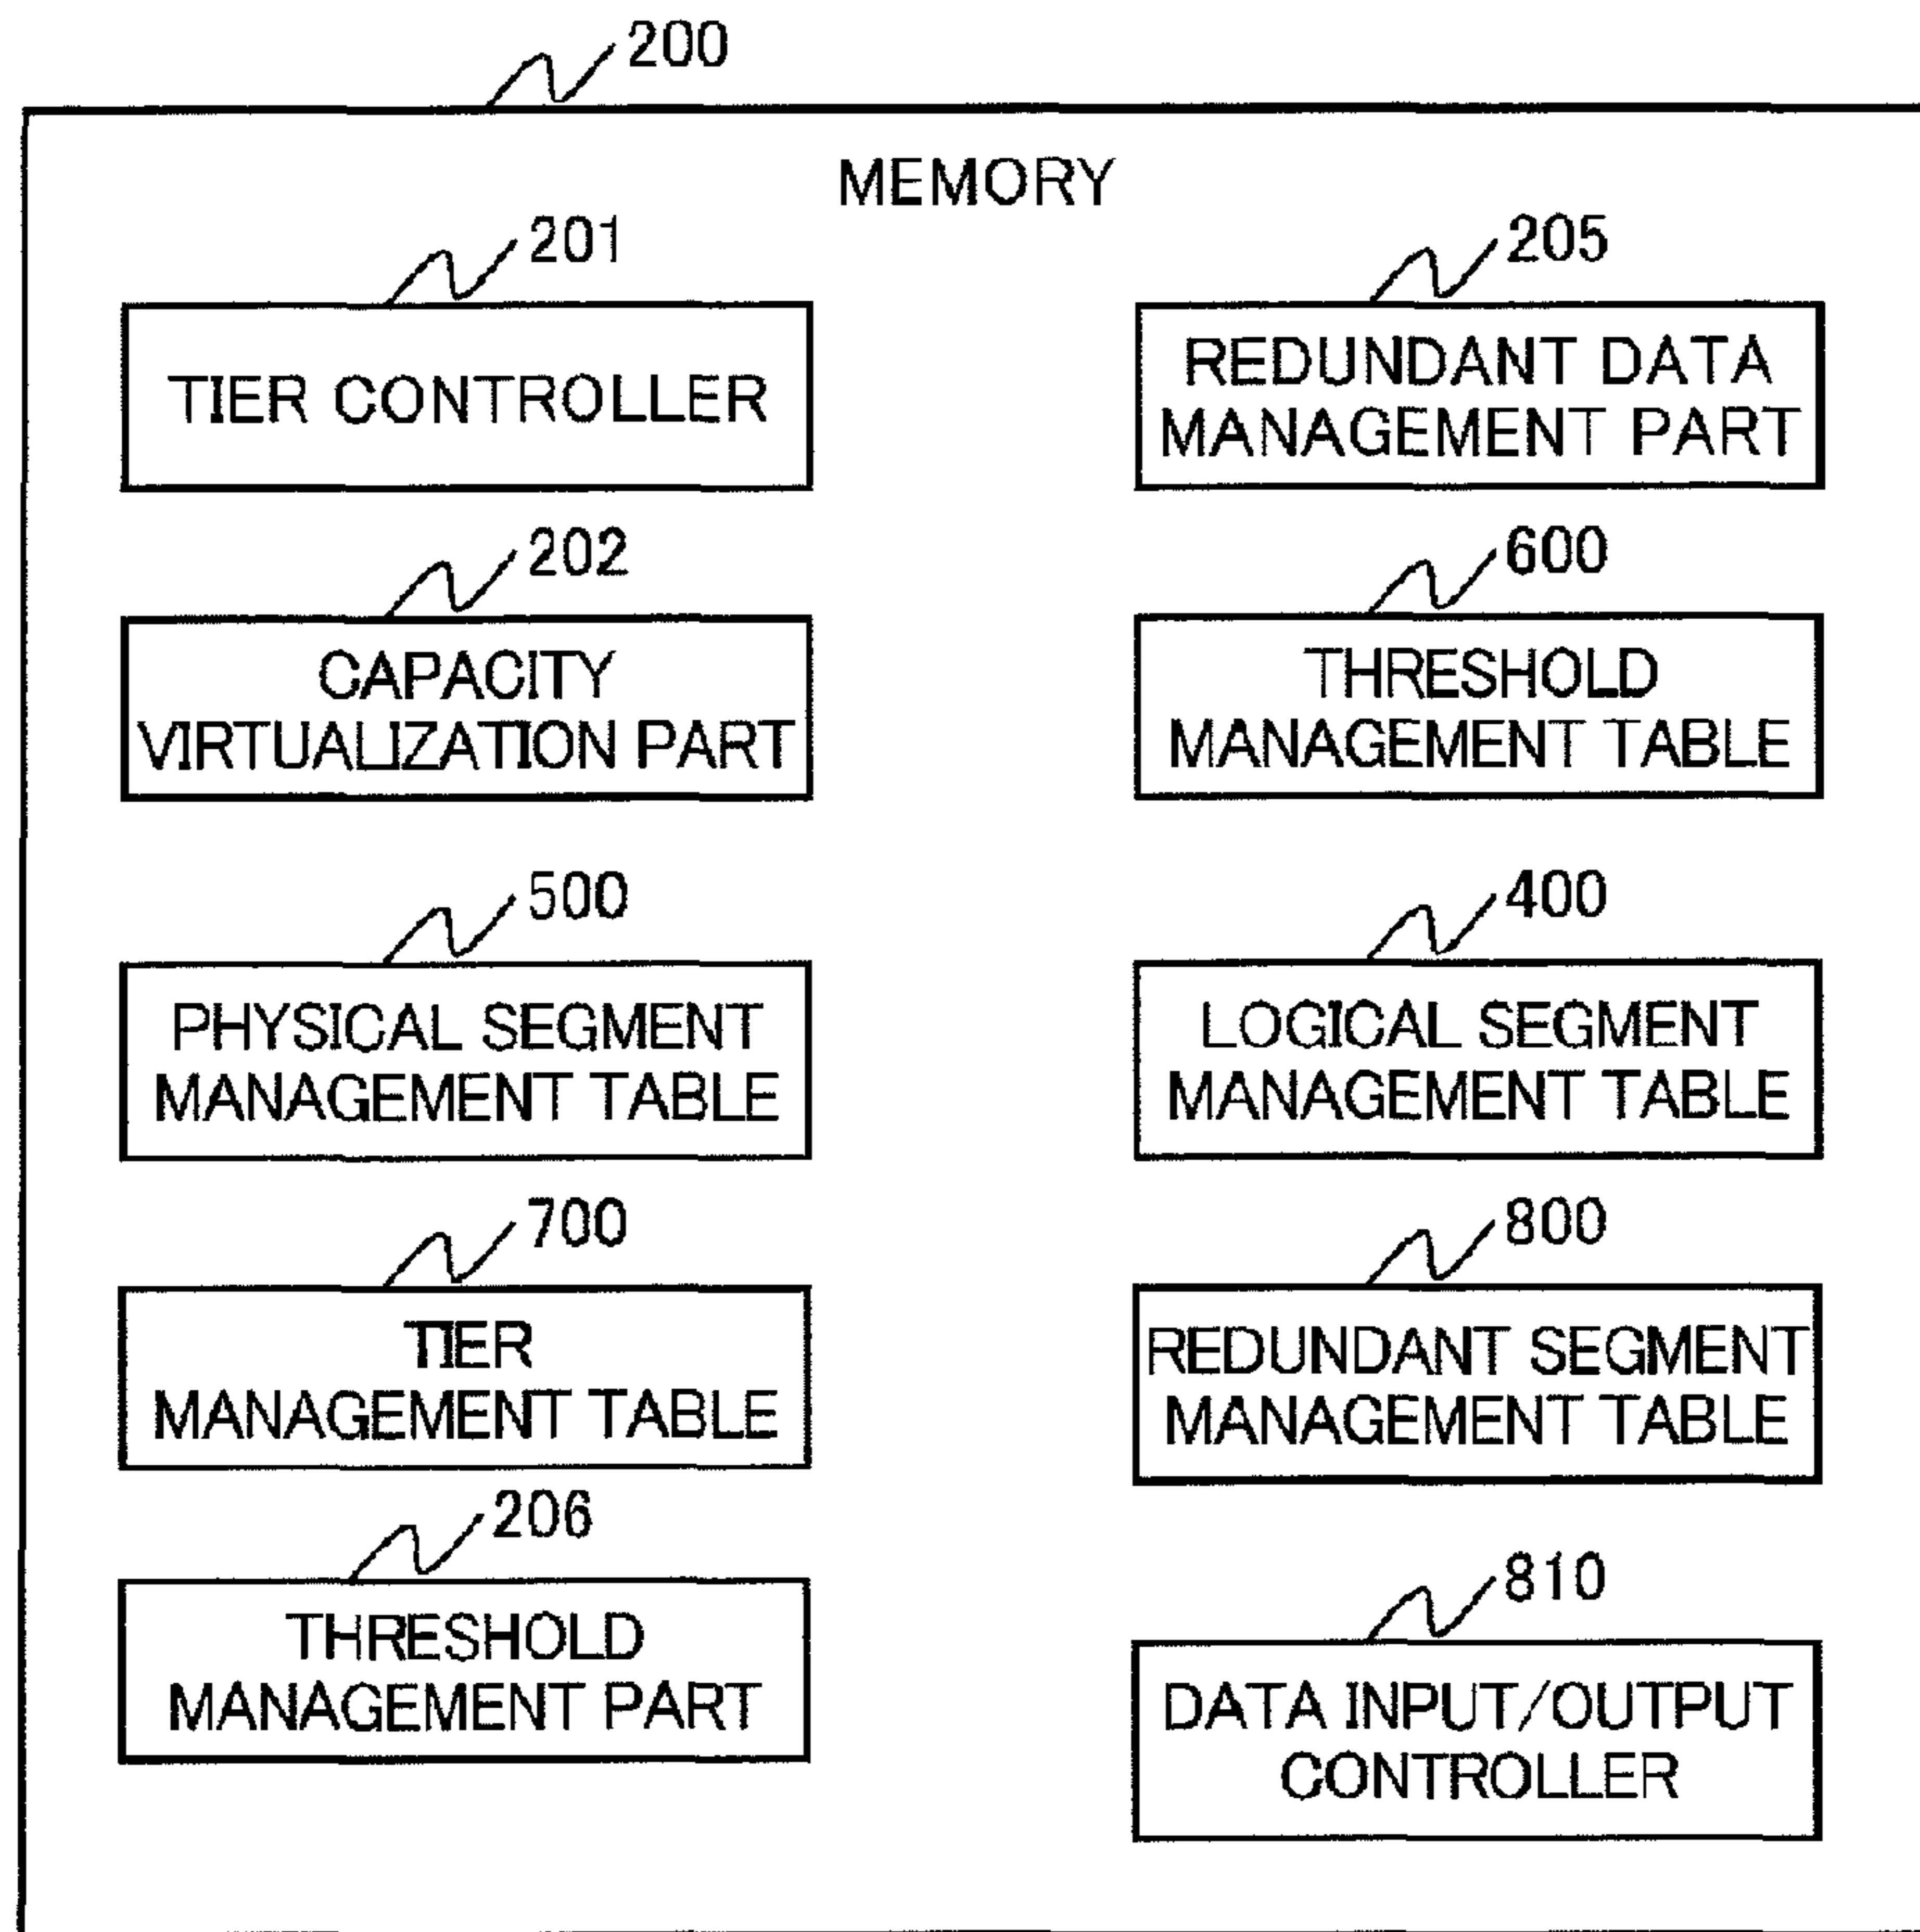 200
MEMORY
201
TIER CONTROLLER
205
REDUNDANT DATA
MANAGEMENT PART
202
CAPACITY
VIRTUALIZATION PART
600
THRESHOLD
MANAGEMENT TABLE
500
PHYSICAL SEGMENT
MANAGEMENT TABLE
400
LOGICAL SEGMENT
MANAGEMENT TABLE
700
TIER
MANAGEMENT TABLE
800
REDUNDANT SEGMENT
MANAGEMENT TABLE
206
THRESHOLD
MANAGEMENT PART
810
DATA INPUT/OUTPUT
CONTROLLER